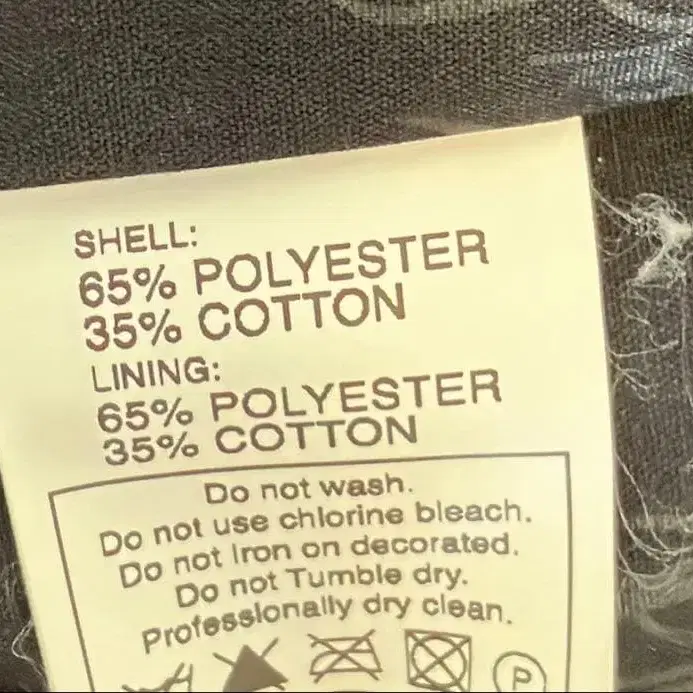 SHELL:
65% POLYESTER
35% COTTON
LINING:
65% POLYESTER
35% COTTON
Do not wash.
Do not use chlorine bleach.
Do not Iron on decorated.
Do not Tumble dry.
Professionally dry clean.
P